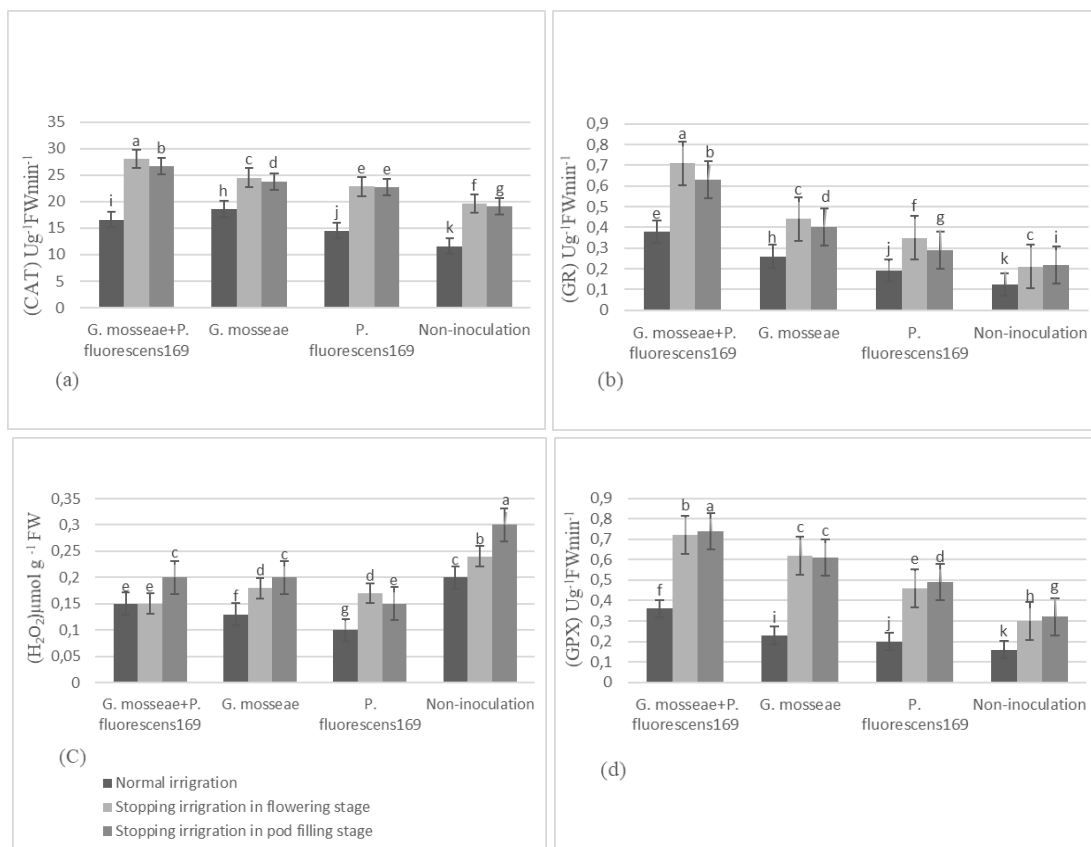 35
30
25
20
15
10
5
0
(CAT) Ug⁻¹FWmin⁻¹
i
a
b
h
c
d
j
e
e
k
f
g
G. mosseae+P.
fluorescens169
G. mosseae
P.
fluorescens169
Non-inoculation
(a)
0,9
0,8
0,7
0,6
0,5
0,4
0,3
0,2
0,1
0
(GR) Ug⁻¹FWmin⁻¹
e
a
b
h
c
d
j
f
g
k
c
i
G. mosseae+P.
fluorescens169
G. mosseae
P.
fluorescens169
Non-inoculation
(b)
0,35
0,3
0,25
0,2
0,15
0,1
0,05
0
(H₂O₂)μmol g ⁻¹ FW
e
e
c
f
d
c
g
d
e
c
b
a
G. mosseae+P.
fluorescens169
G. mosseae
P.
fluorescens169
Non-inoculation
(C)
Normal irrigration
Stopping irrigration in flowering stage
Stopping irrigration in pod filling stage
0,9
0,8
0,7
0,6
0,5
0,4
0,3
0,2
0,1
0
(GPX) Ug⁻¹FWmin⁻¹
f
b
a
i
c
c
j
e
d
k
h
g
G. mosseae+P.
fluorescens169
G. mosseae
P.
fluorescens169
Non-inoculation
(d)